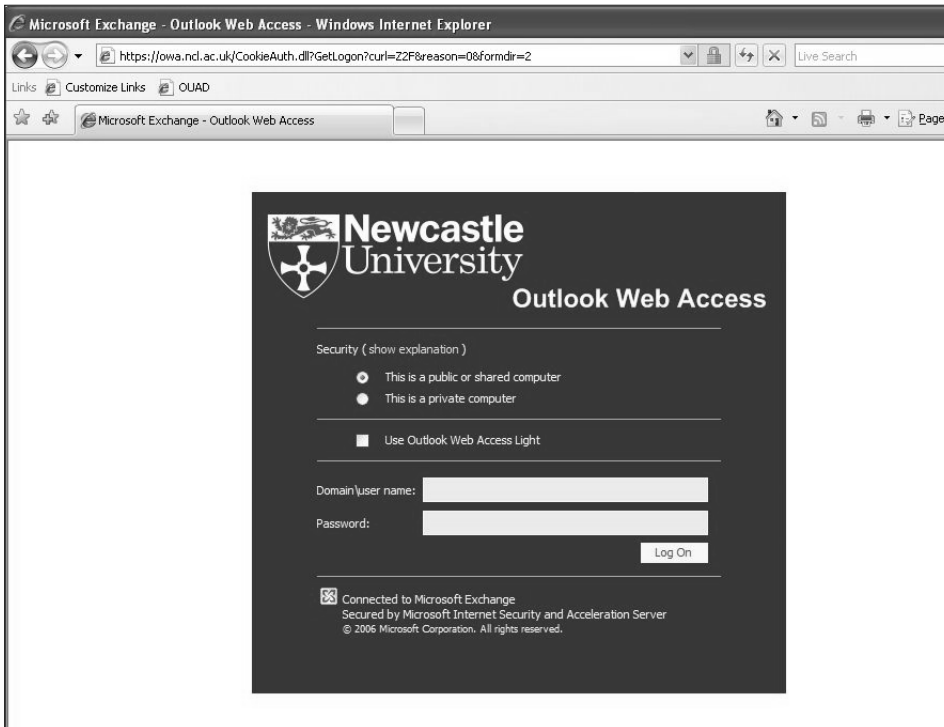 Microsoft Exchange - Outlook Web Access - Windows Internet Explorer
https://owa.ncl.ac.uk/CookieAuth.dll?GetLogon?curl=Z2F&reason=0&formdir=2
Live Search
Links Customize Links OUAD
Microsoft Exchange - Outlook Web Access
Page
Newcastle
University
Outlook Web Access
Security ( show explanation )
This is a public or shared computer
This is a private computer
Use Outlook Web Access Light
Domain\user name:
Password:
Log On
Connected to Microsoft Exchange
Secured by Microsoft Internet Security and Acceleration Server
© 2006 Microsoft Corporation. All rights reserved.